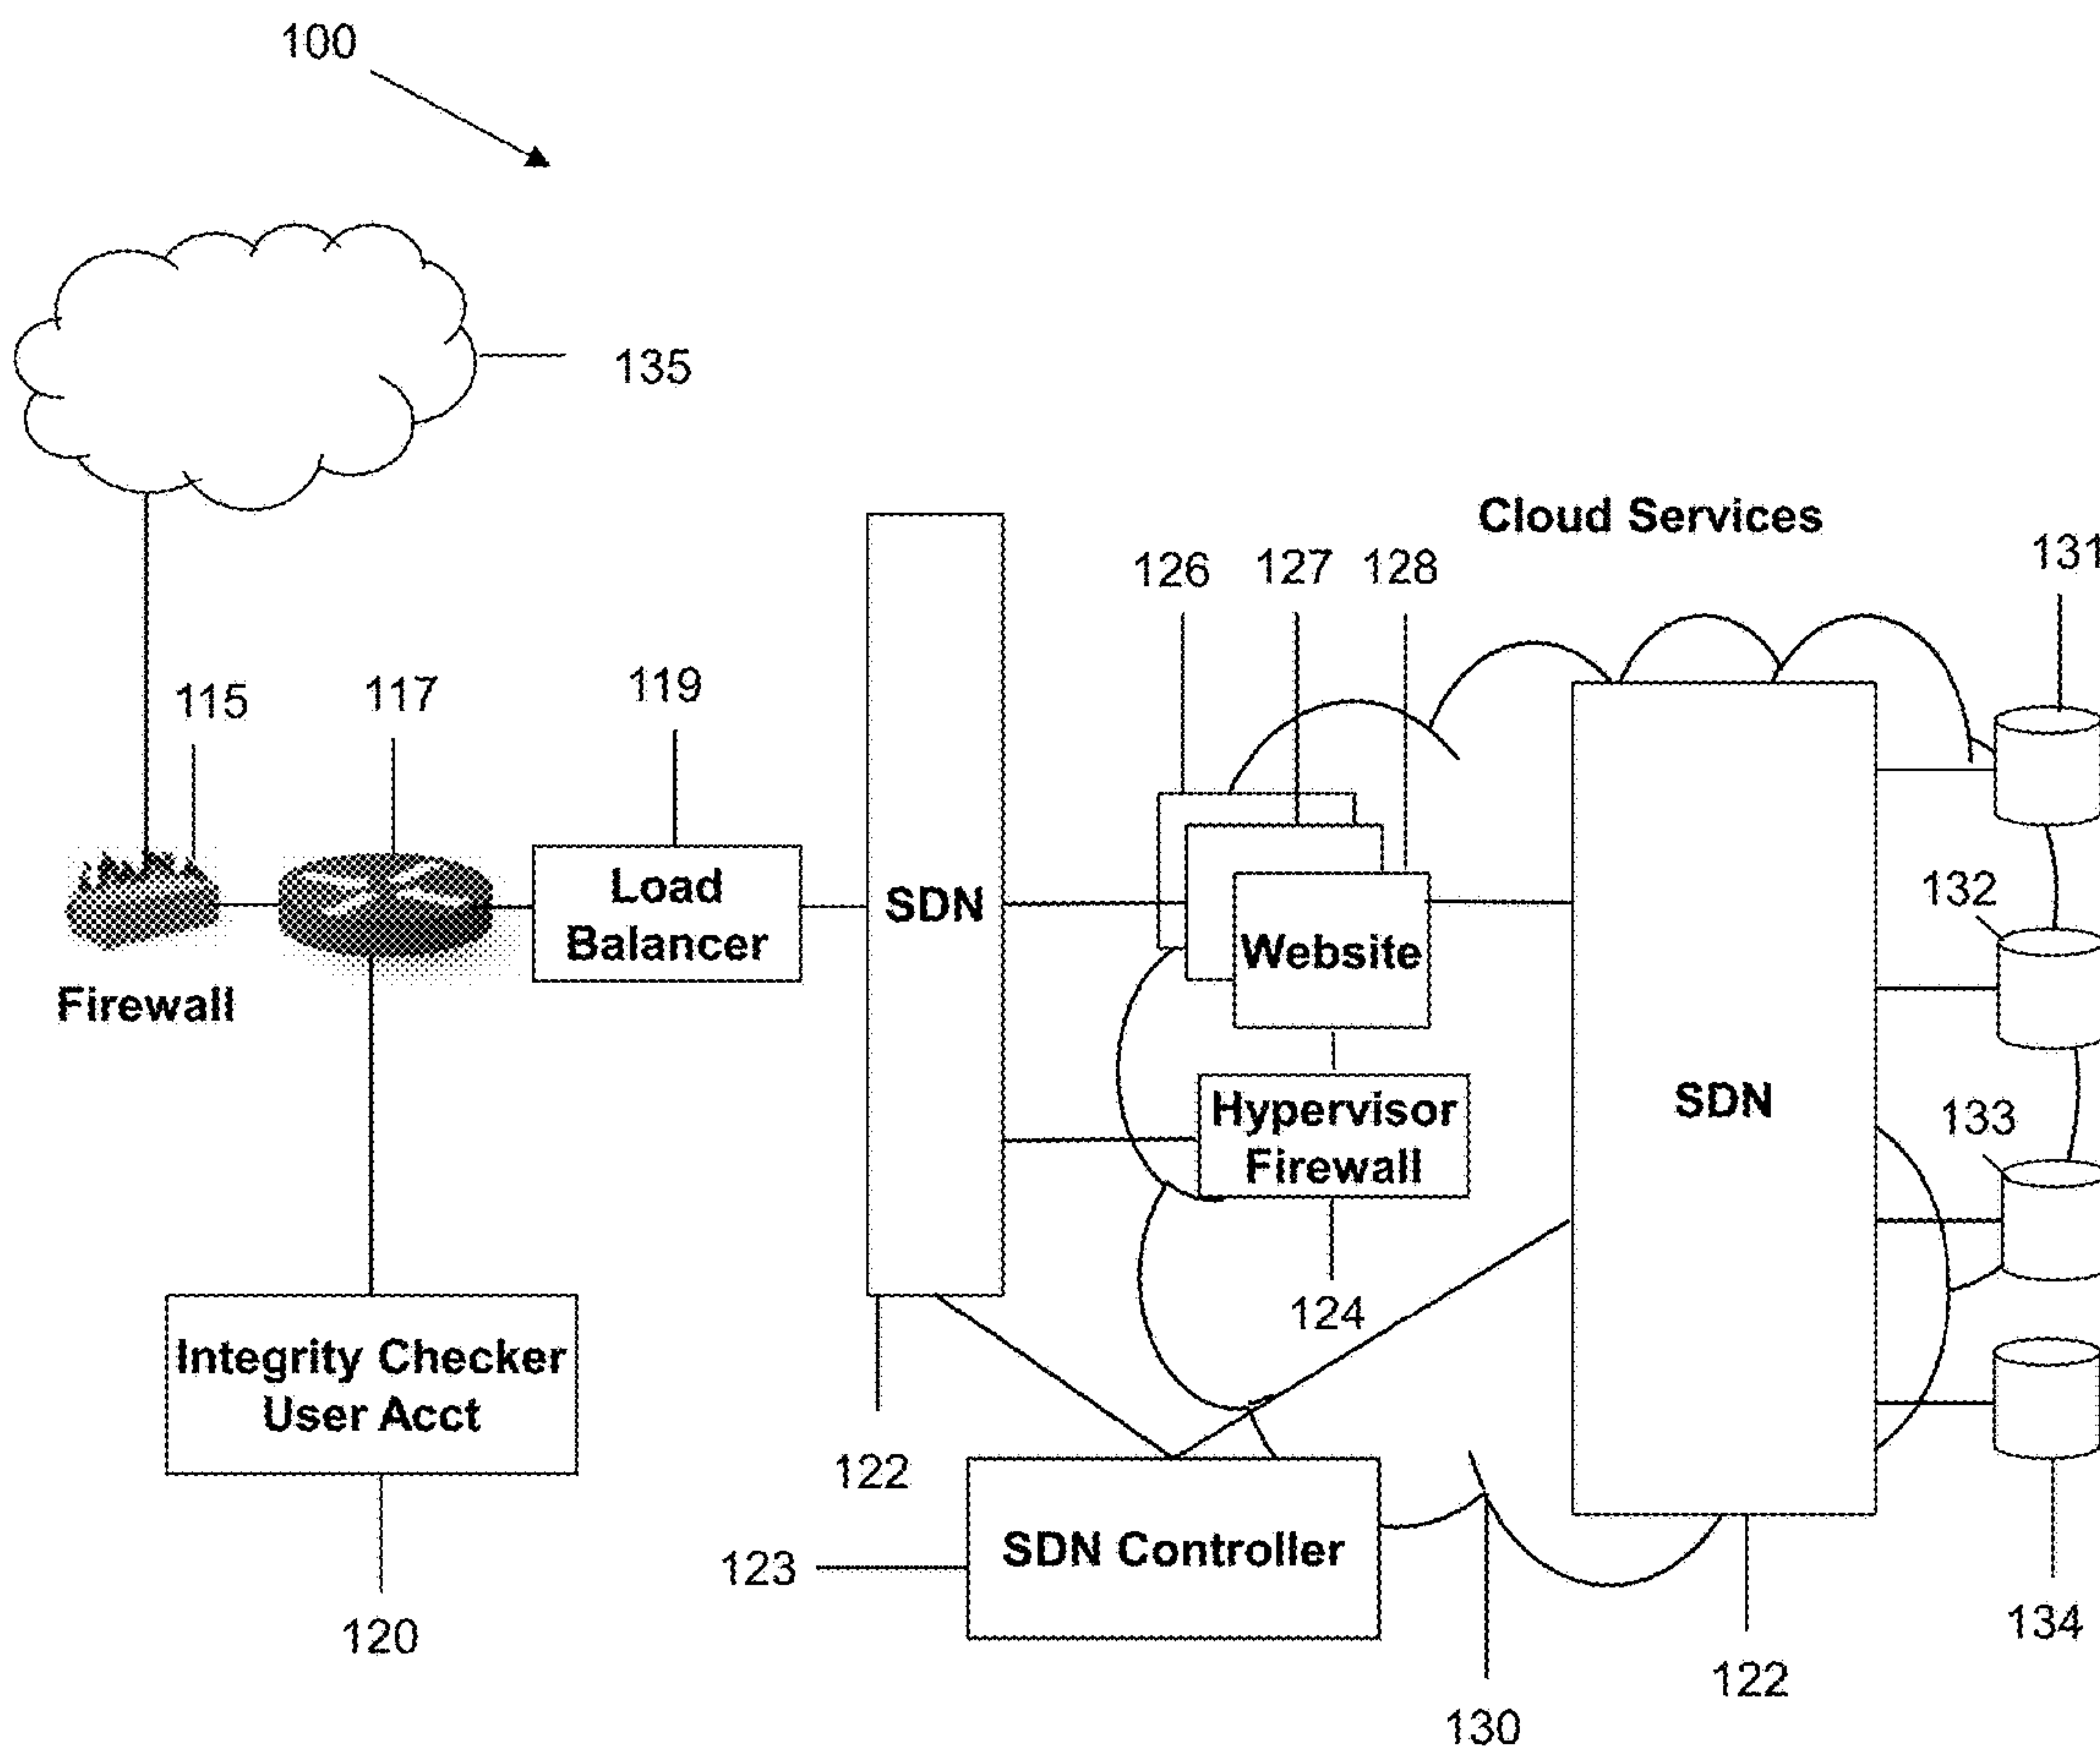 100
135
Cloud Services
126
127
128
131
115
117
119
132
Load
Balancer
SDN
Website
Firewall
Hypervisor
Firewall
SDN
133
124
Integrity Checker
User Acct
122
SDN Controller
123
120
134
122
130